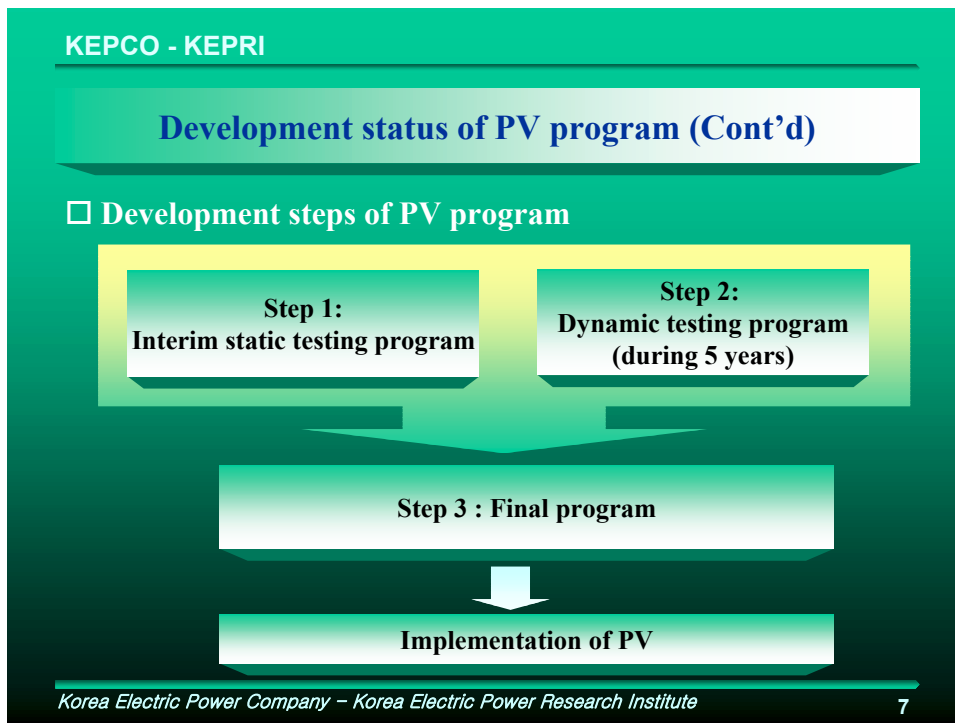 KEPCO - KEPRI
Development status of PV program (Cont’d)
Development steps of PV program
Step 1:
Interim static testing program
Step 2:
Dynamic testing program
(during 5 years)
Step 3 : Final program
Implementation of PV
Korea Electric Power Company – Korea Electric Power Research Institute
7